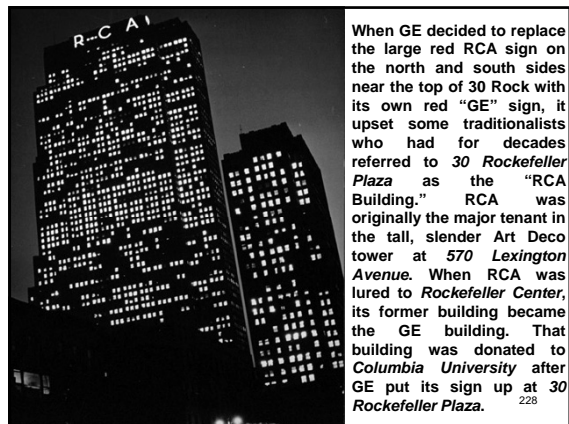 R C A
When GE decided to replace
the large red RCA sign on
the north and south sides
near the top of 30 Rock with
its own red “GE” sign, it
upset some traditionalists
who had for decades
referred to 30 Rockefeller
Plaza as the “RCA
Building.” RCA was
originally the major tenant in
the tall, slender Art Deco
tower at 570 Lexington
Avenue. When RCA was
lured to Rockefeller Center,
its former building became
the GE building. That
building was donated to
Columbia University after
GE put its sign up at 30
Rockefeller Plaza. 228